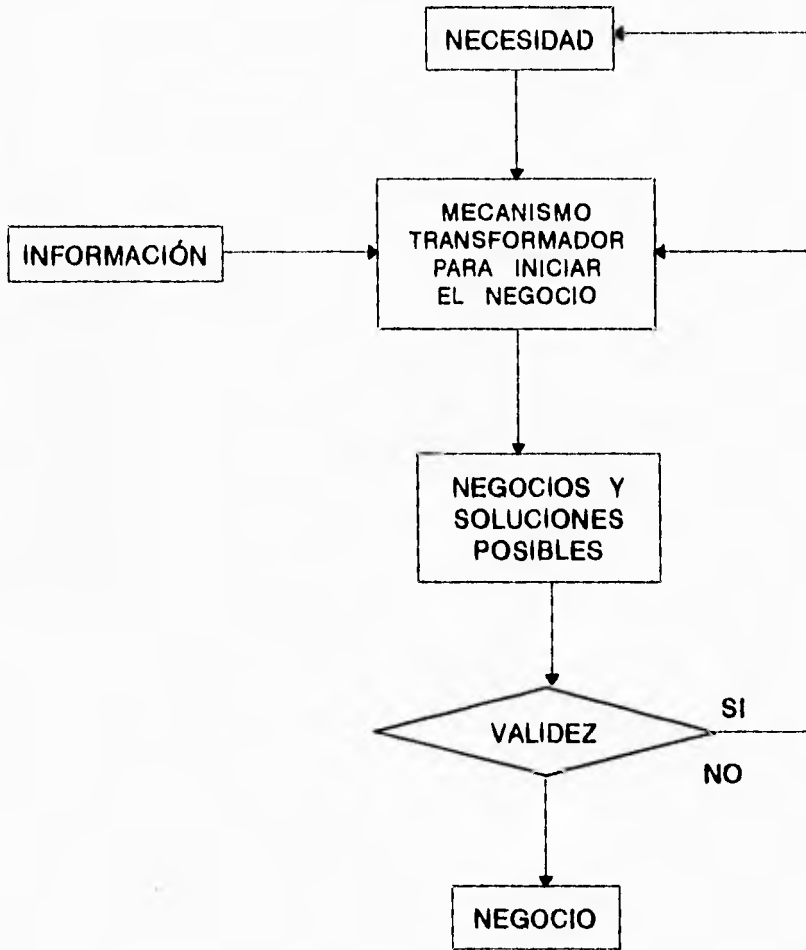 NECESIDAD
MECANISMO
TRANSFORMADOR
PARA INICIAR
EL NEGOCIO
INFORMACIÓN
NEGOCIOS Y
SOLUCIONES
POSIBLES
VALIDEZ
SI
NO
NEGOCIO